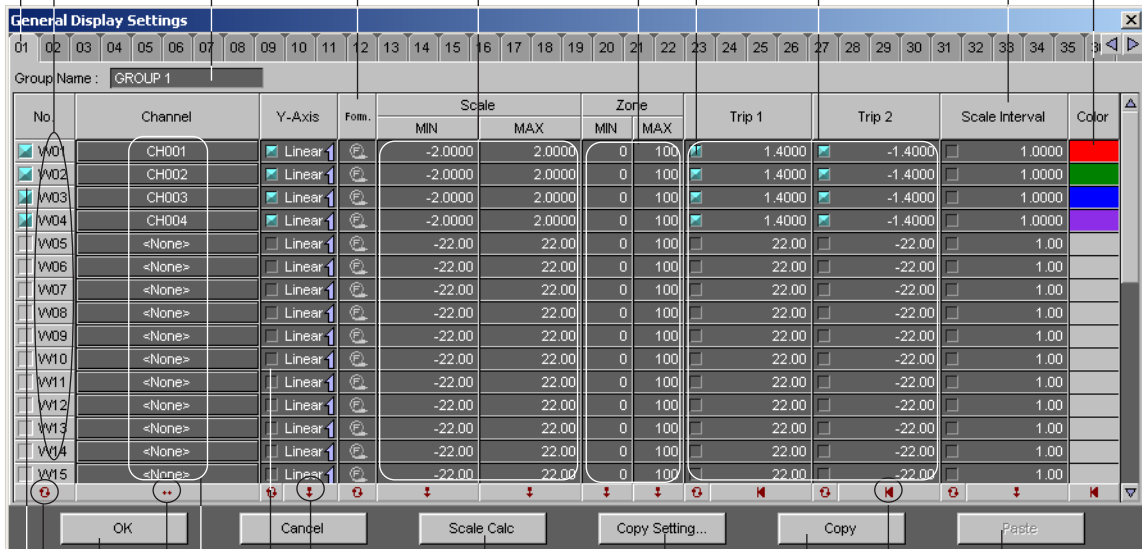 General Display Settings
01 02 03 04 05 06 07 08 09 10 11 12 13 14 15 16 17 18 19 20 21 22 23 24 25 26 27 28 29 30 31 32 33 34 35
Group Name : GROUP 1
No. Channel Y-Axis Form. Scale Zone Trip 1 Trip 2 Scale Interval Color
MIN MAX MIN MAX
W01 CH001 Linear F -2.0000 2.0000 0 100 1.4000 -1.4000 1.0000
W02 CH002 Linear F -2.0000 2.0000 0 100 1.4000 -1.4000 1.0000
W03 CH003 Linear F -2.0000 2.0000 0 100 1.4000 -1.4000 1.0000
W04 CH004 Linear F -2.0000 2.0000 0 100 1.4000 -1.4000 1.0000
W05 <None> Linear F -22.00 22.00 0 100 22.00 -22.00 1.00
W06 <None> Linear F -22.00 22.00 0 100 22.00 -22.00 1.00
W07 <None> Linear F -22.00 22.00 0 100 22.00 -22.00 1.00
W08 <None> Linear F -22.00 22.00 0 100 22.00 -22.00 1.00
W09 <None> Linear F -22.00 22.00 0 100 22.00 -22.00 1.00
W10 <None> Linear F -22.00 22.00 0 100 22.00 -22.00 1.00
W11 <None> Linear F -22.00 22.00 0 100 22.00 -22.00 1.00
W12 <None> Linear F -22.00 22.00 0 100 22.00 -22.00 1.00
W13 <None> Linear F -22.00 22.00 0 100 22.00 -22.00 1.00
W14 <None> Linear F -22.00 22.00 0 100 22.00 -22.00 1.00
W15 <None> Linear F -22.00 22.00 0 100 22.00 -22.00 1.00
OK Cancel Scale Calc Copy Setting... Copy Paste